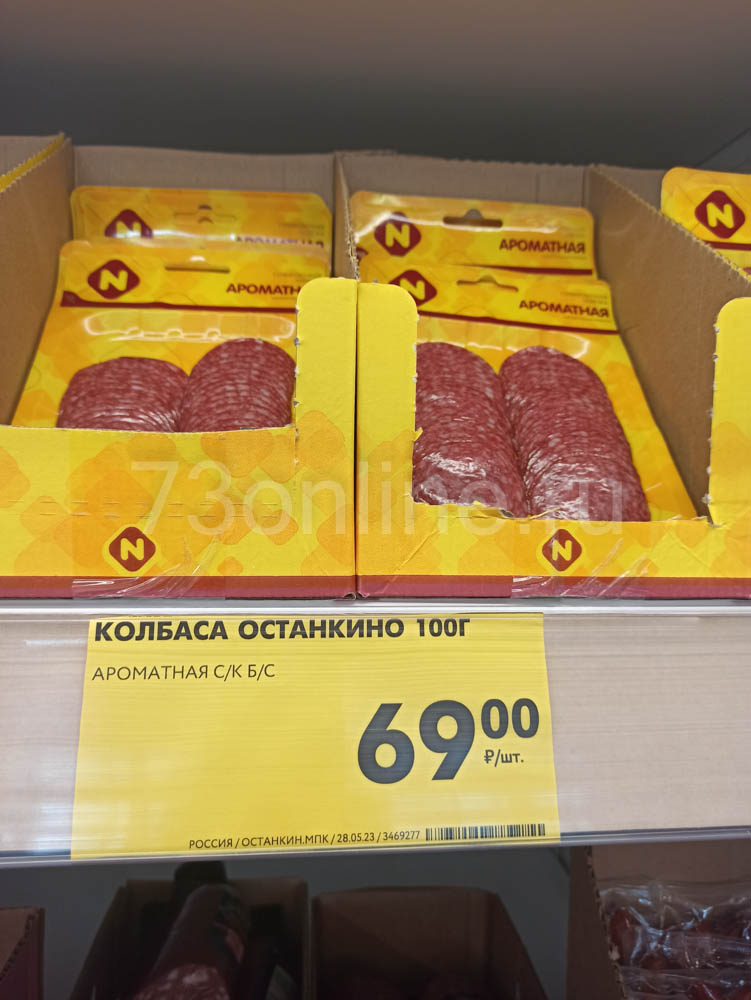 N
АРОМАТНАЯ
N
АРОМАТНАЯ
N
N
АРОМАТНАЯ
N
АРОМАТНАЯ
73online.ru
N
N
КОЛБАСА ОСТАНКИНО 100Г
АРОМАТНАЯ С/К Б/С
69 00
₽/шт.
РОССИЯ / ОСТАНКИН.МПК / 28.05.23 / 3469277